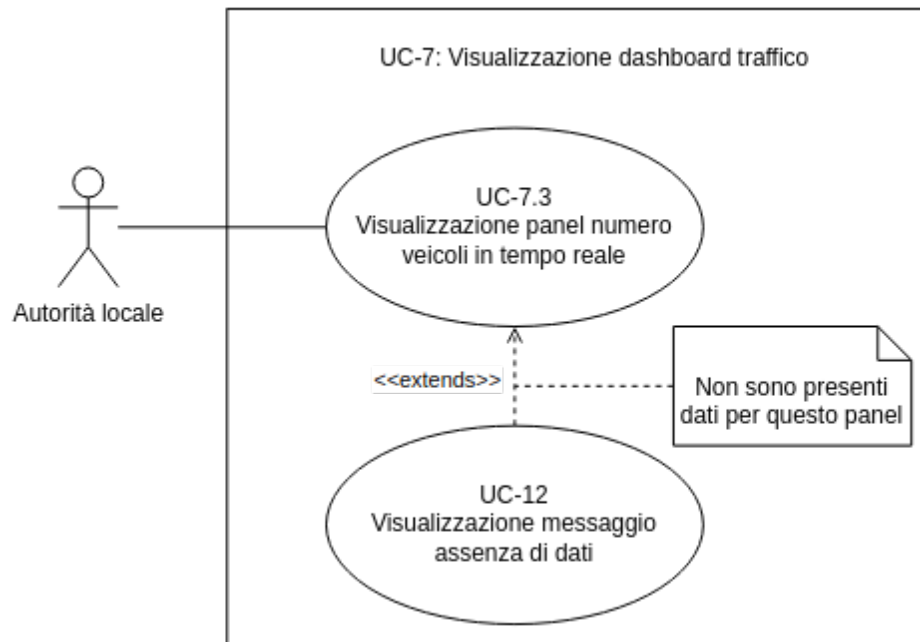 UC-7: Visualizzazione dashboard traffico
UC-7.3
Visualizzazione panel numero
veicoli in tempo reale
Autorità locale
<<extends>>
Non sono presenti
dati per questo panel
UC-12
Visualizzazione messaggio
assenza di dati